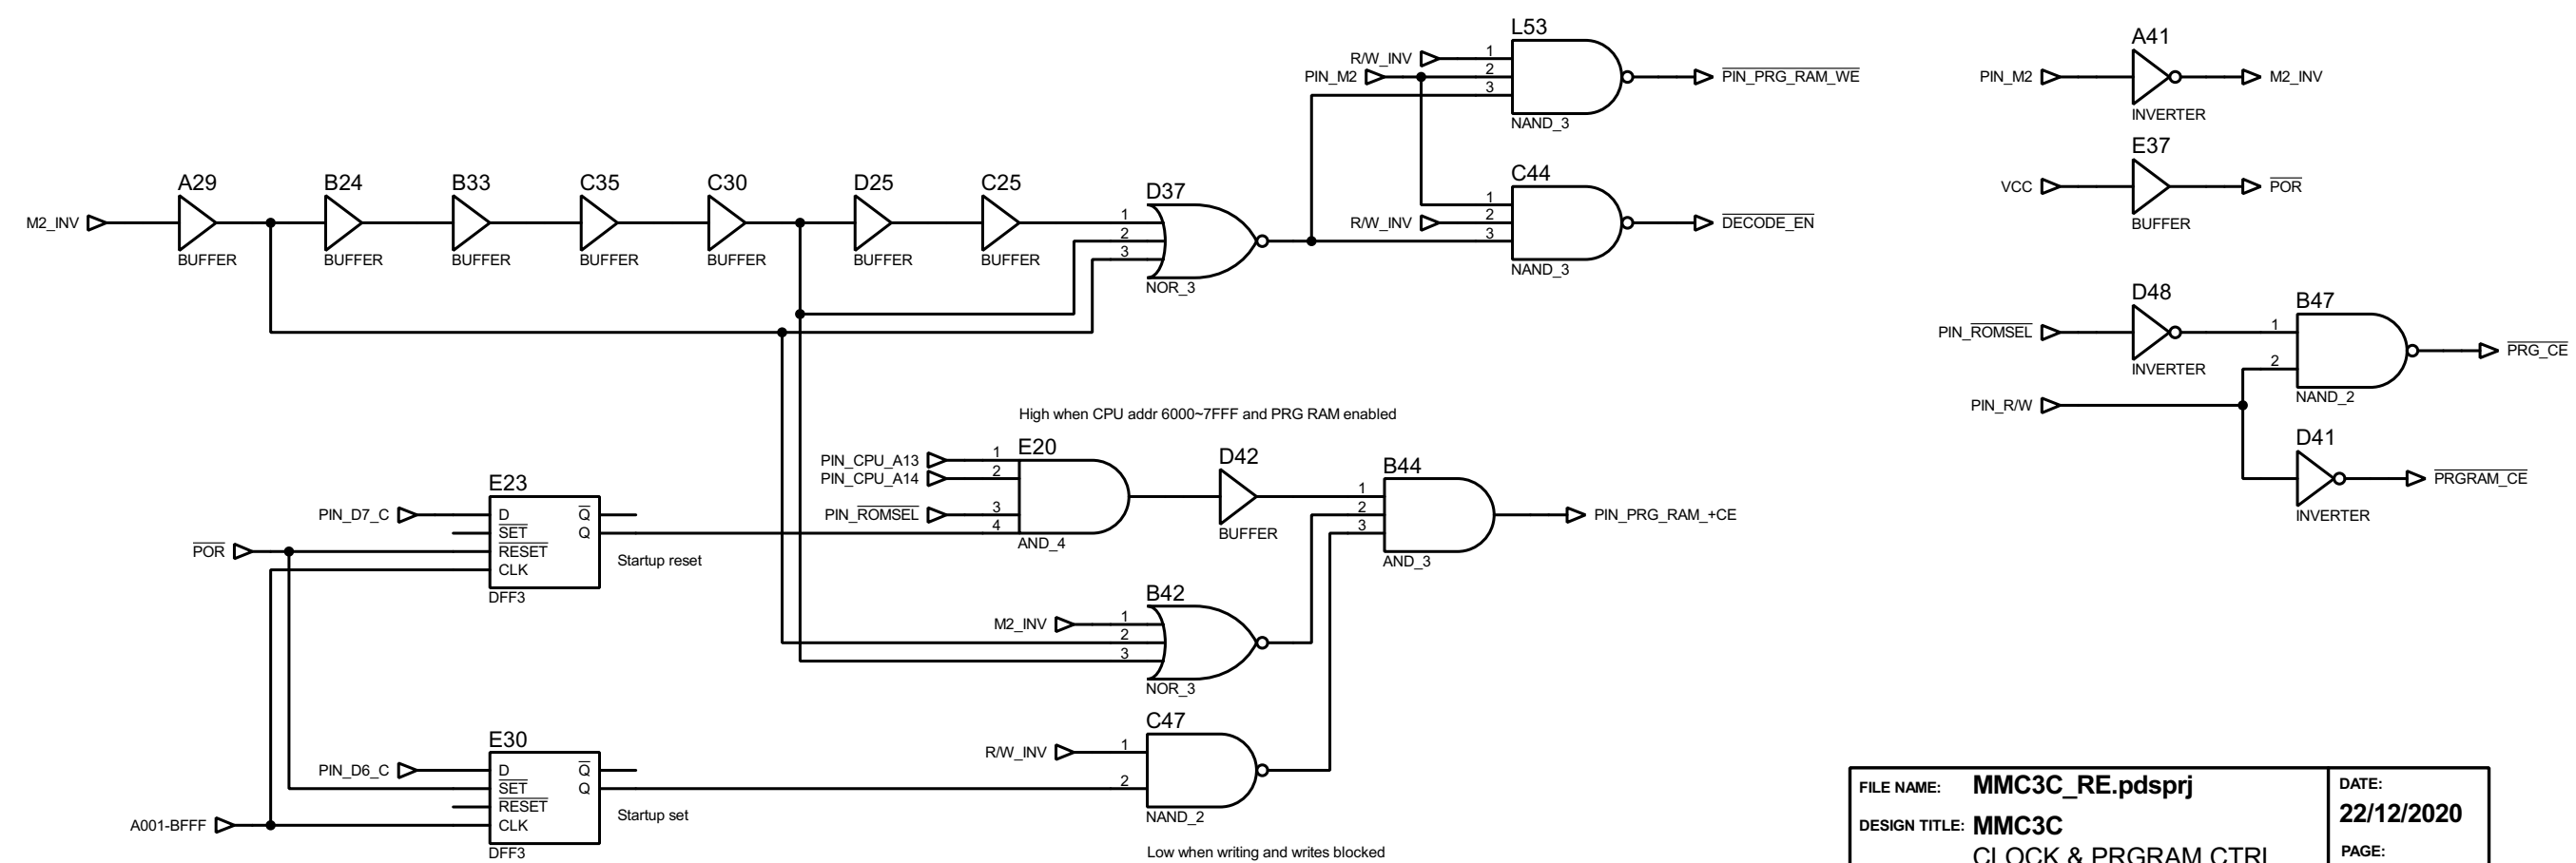 L53
R/W_INV
1
PIN_M2
2
3
PIN_PRG_RAM_WE
NAND_3
A41
PIN_M2
M2_INV
INVERTER
E37
VCC
POR
BUFFER
A29
B24
B33
C35
C30
D25
C25
D37
C44
M2_INV
1
2
3
1
R/W_INV
2
3
DECODE_EN
BUFFER
BUFFER
BUFFER
BUFFER
BUFFER
BUFFER
BUFFER
NOR_3
NAND_3
D48
B47
PIN_ROMSEL
1
2
PRG_CE
INVERTER
NAND_2
PIN_R/W
D41
PRGRAM_CE
INVERTER
High when CPU addr 6000~7FFF and PRG RAM enabled
E20
PIN_CPU_A13
1
PIN_CPU_A14
2
PIN_ROMSEL
3
4
AND_4
D42
BUFFER
B44
1
2
3
PIN_PRG_RAM_+CE
AND_3
E23
PIN_D7_C
D
Q
SET
Q
POR
RESET
CLK
Startup reset
DFF3
B42
M2_INV
1
2
3
NOR_3
C47
R/W_INV
1
2
NAND_2
Low when writing and writes blocked
E30
PIN_D6_C
D
Q
SET
Q
RESET
Startup set
A001-BFFF
CLK
DFF3
FILE NAME: MMC3C_RE.pdsprj
DATE:
22/12/2020
DESIGN TITLE: MMC3C
CLOCK & PRGRAM CTRL
PAGE: